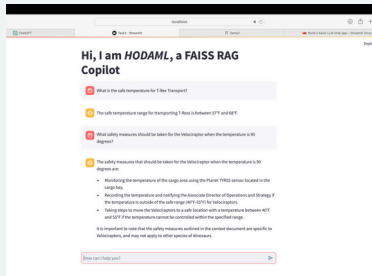 localhost
ChatGPT
Hi, I am HODAML, a FAISS RAG
Copilot
What is the safe temperature for T-Rex Transport?
The safe temperature range for transporting T-Rexs is between 57°F and 68°F.
What safety measures should be taken for the Velociraptor when the temperature is 90
degrees?
The safety measures that should be taken for the Velociraptor when the temperature is 90
degrees are:
• Monitoring the temperature of the cargo area using the Planet TYRSS sensor located in the
cargo bay.
• Recording the temperature and notifying the Associate Director of Operations and Strategy if
the temperature is outside of the safe range (40°F-55°F) for Velociraptors.
• Taking steps to move the Velociraptors to a safe location with a temperature between 40°F
and 55°F if the temperature cannot be controlled within the specified range.
It is important to note that the safety measures outlined in the context document are specific to
Velociraptors, and may not apply to other species of dinosaurs.
How can I help you?